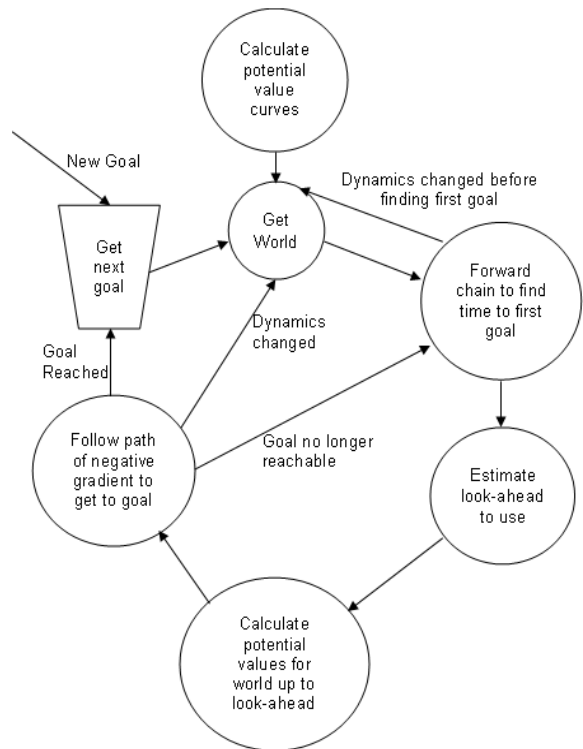 Calculate
potential
value
curves
New Goal
Dynamics changed before
finding first goal
Get
next
goal
Get
World
Forward
chain to find
time to first
goal
Dynamics
changed
Goal
Reached
Follow path
of negative
gradient to
get to goal
Goal no longer
reachable
Estimate
look-ahead
to use
Calculate
potential
values for
world up to
look-ahead